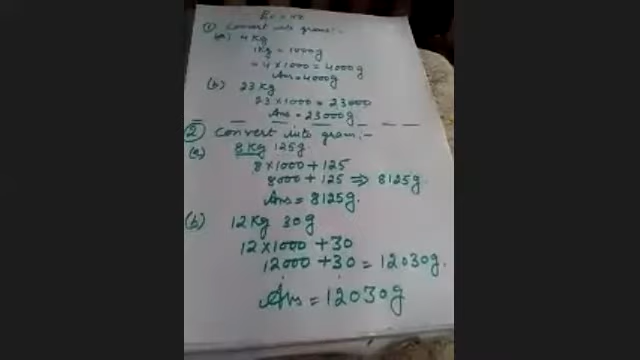 ① Convert into grams:-
(a) 4 Kg
1Kg = 1000g
= 4×1000 = 4000g
Ans = 4000g
(b) 23 Kg
23×1000 = 23000
Ans = 23000g
② Convert into gram:-
(a) 8 Kg 125g.
8×1000 + 125
8000 + 125 ⇒ 8125g
Ans = 8125g.
(b) 12 Kg 30g
12×1000 + 30
12000 + 30 = 12030g.
Ans = 12030g